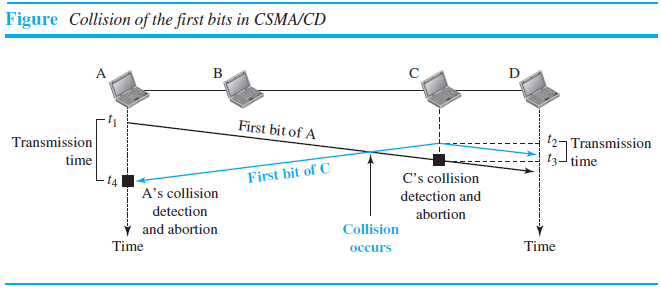 Figure Collision of the first bits in CSMA/CD
A
B
C
D
t1
First bit of A
t2
Transmission
time
Transmission
time
t3
t4
First bit of C
A's collision
detection
and abortion
C's collision
detection and
abortion
Collision
occurs
Time
Time